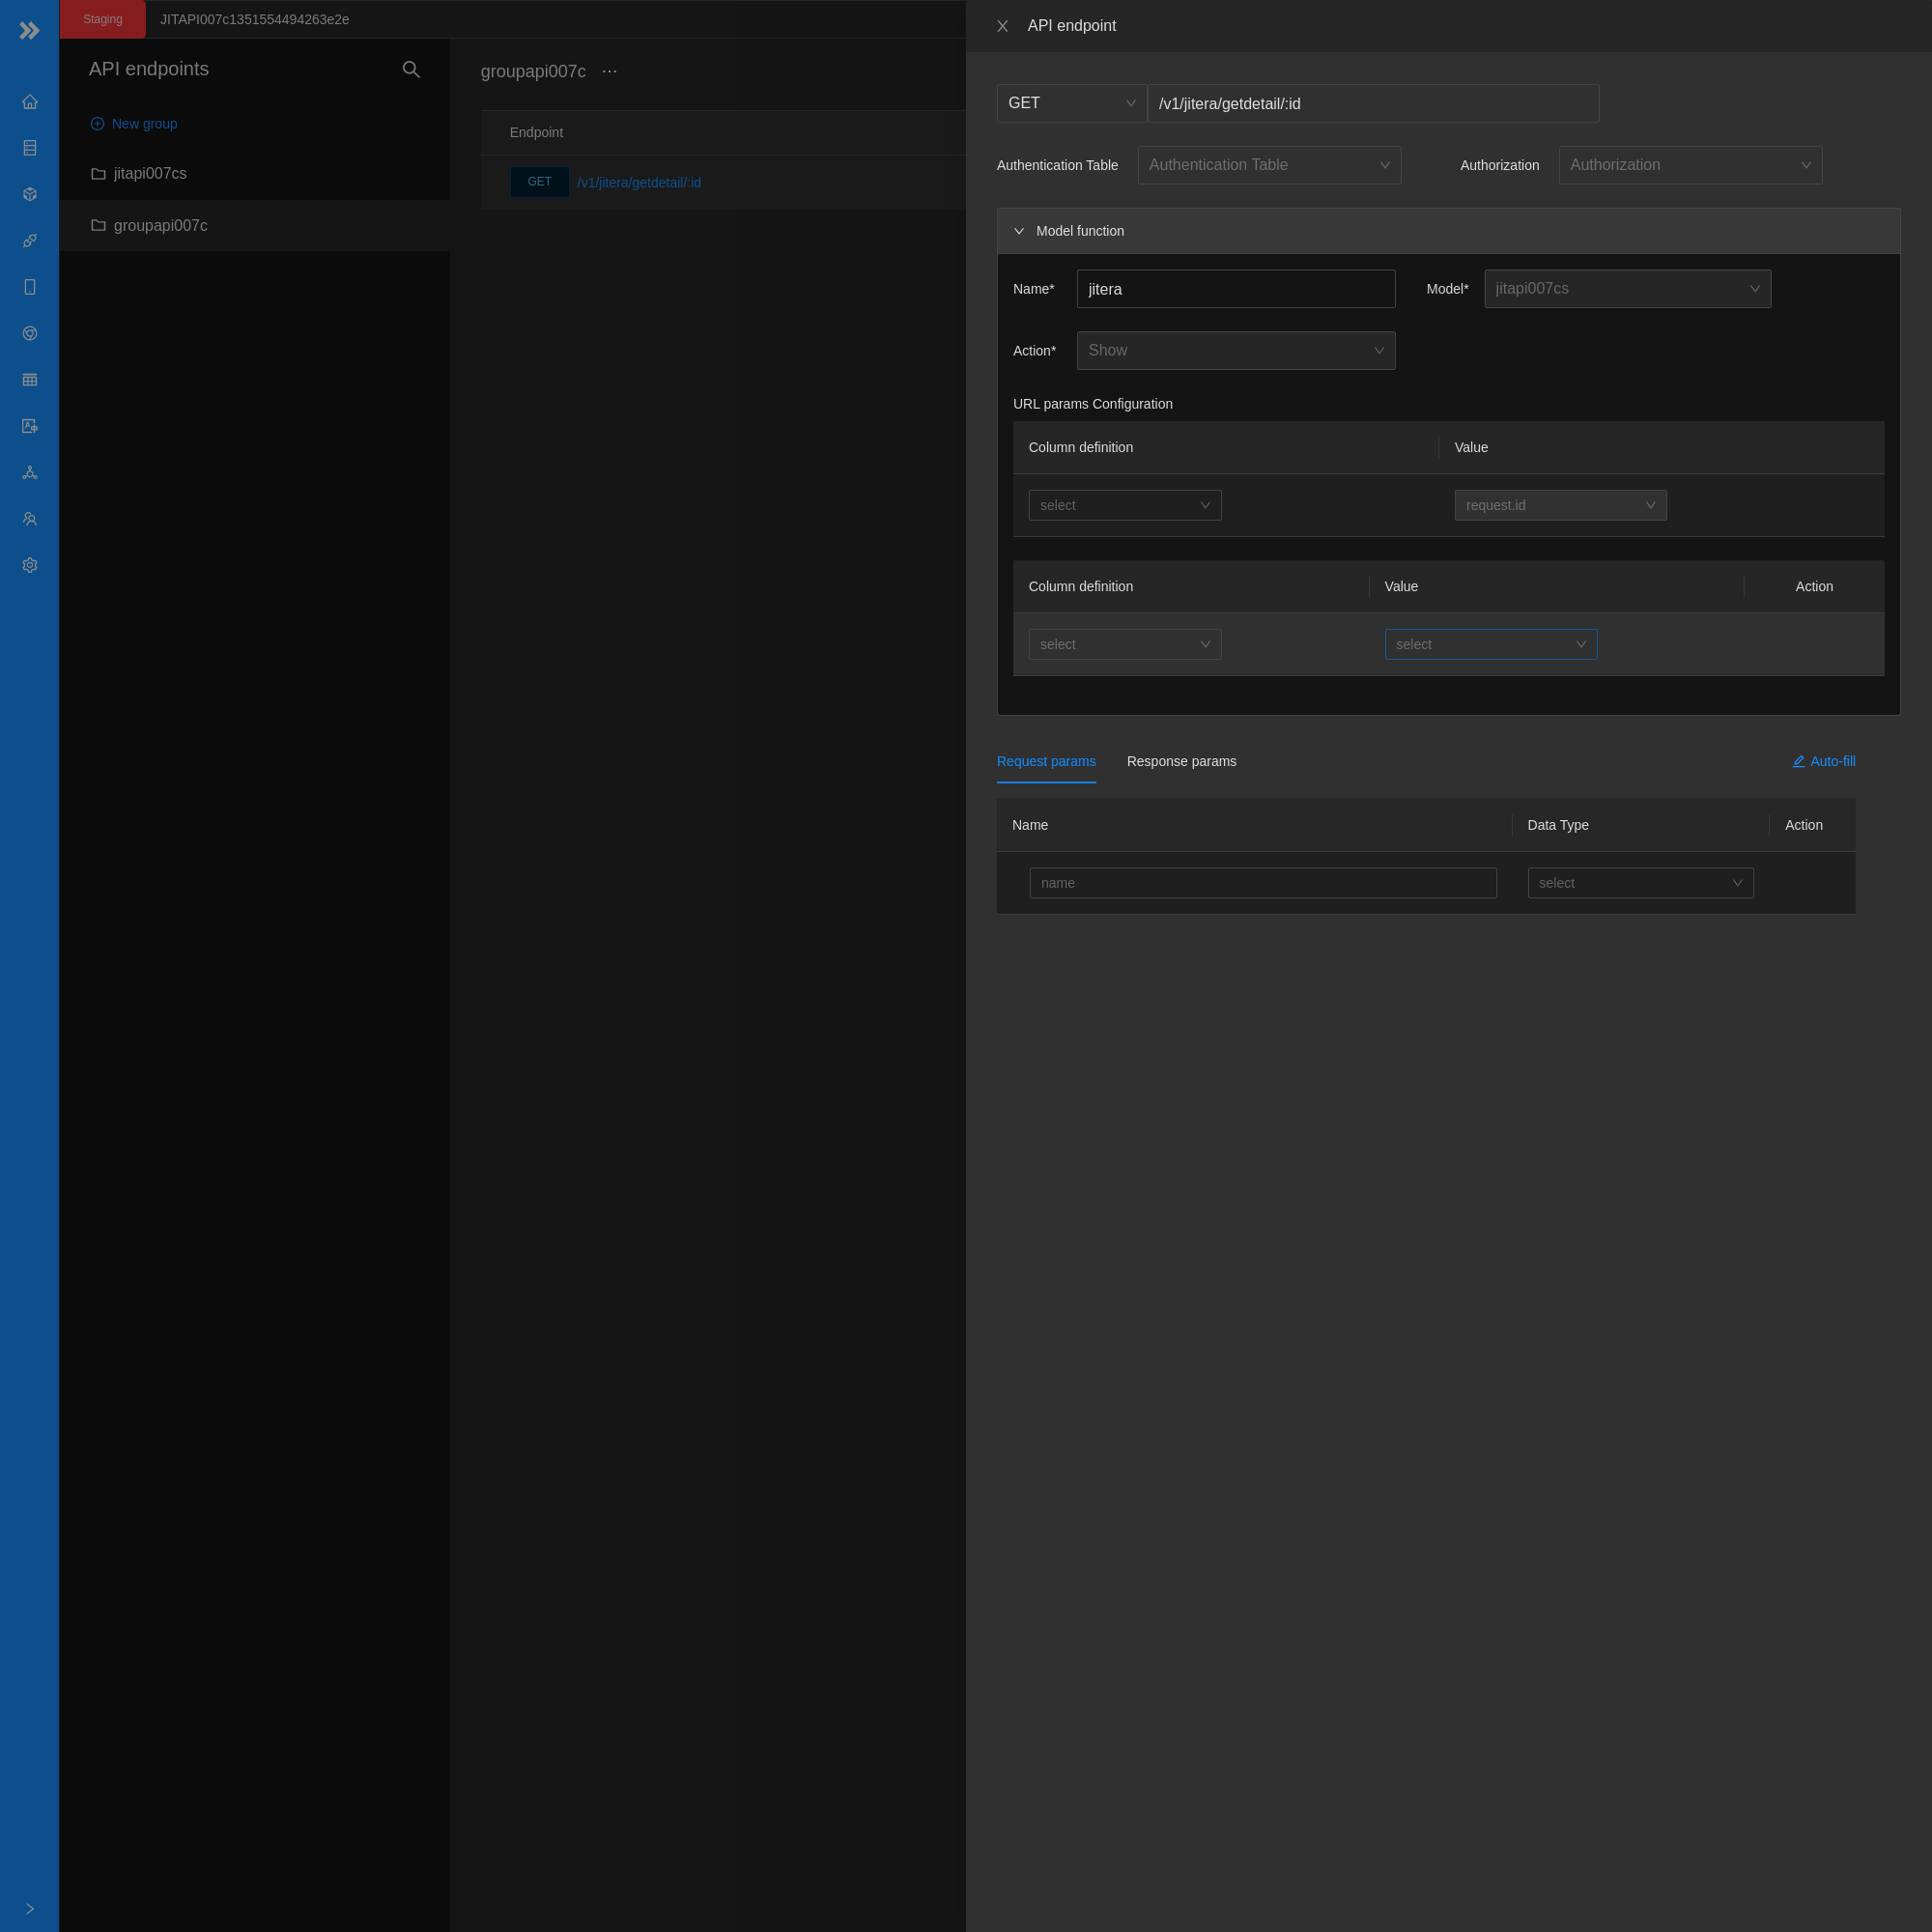 Staging
JITAPI007c1351554494263e2e
API endpoints
New group
jitapi007cs
groupapi007c
groupapi007c ···
Endpoint
GET /v1/jitera/getdetail/:id
API endpoint
GET /v1/jitera/getdetail/:id
Authentication Table Authentication Table Authorization Authorization
Model function
Name* jitera Model* jitapi007cs
Action* Show
URL params Configuration
Column definition Value
select request.id
Column definition Value Action
select select
Request params Response params Auto-fill
Name Data Type Action
name select